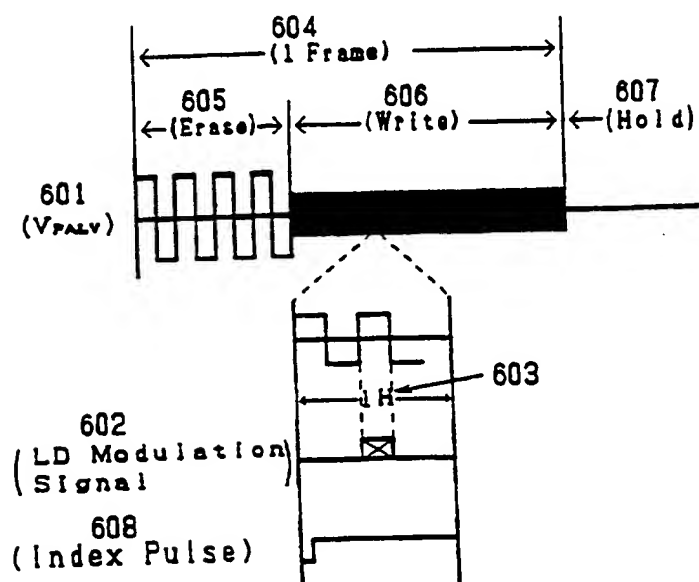 604
(1 Frame)
605
(Erase)
606
(Write)
607
(Hold)
601
(VPALV)
603
1H
602
(LD Modulation
Signal)
608
(Index Pulse)